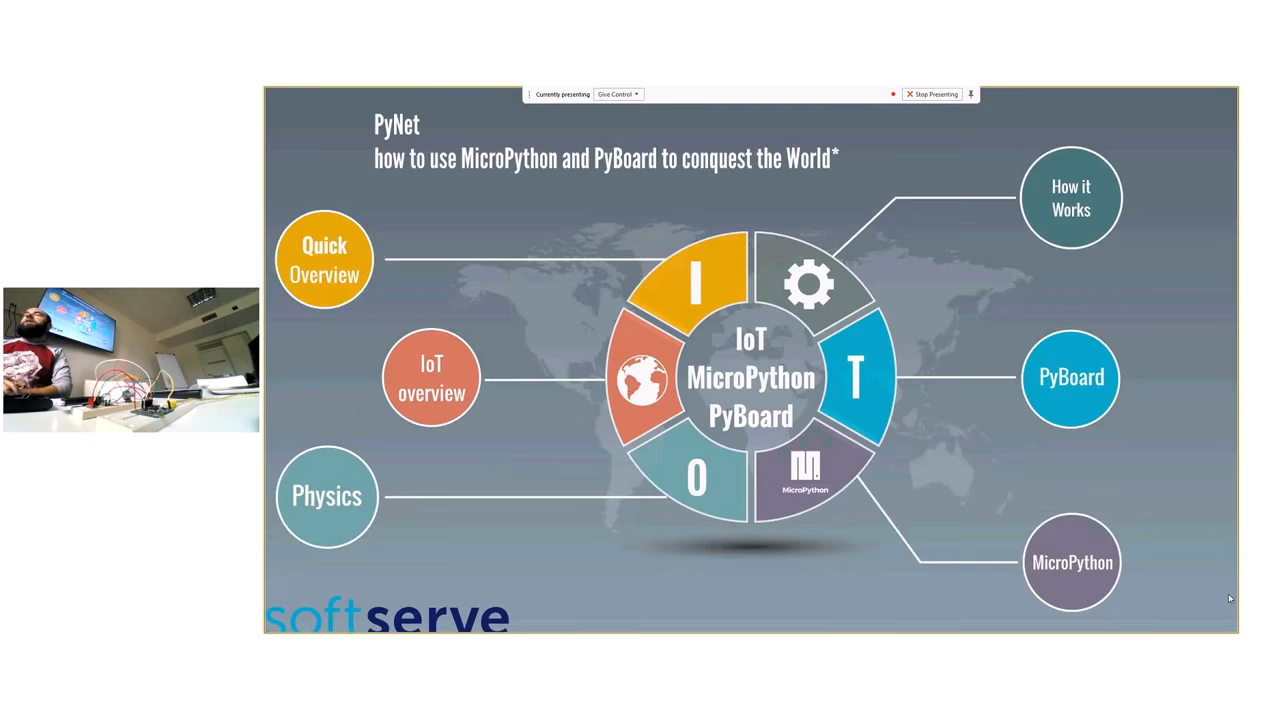 Currently presenting
Give Control
Stop Presenting
PyNet
how to use MicroPython and PyBoard to conquest the World*
Quick
Overview
IoT
overview
Physics
I
O
T
MicroPython
IoT
MicroPython
PyBoard
How it
Works
PyBoard
MicroPython
softserve